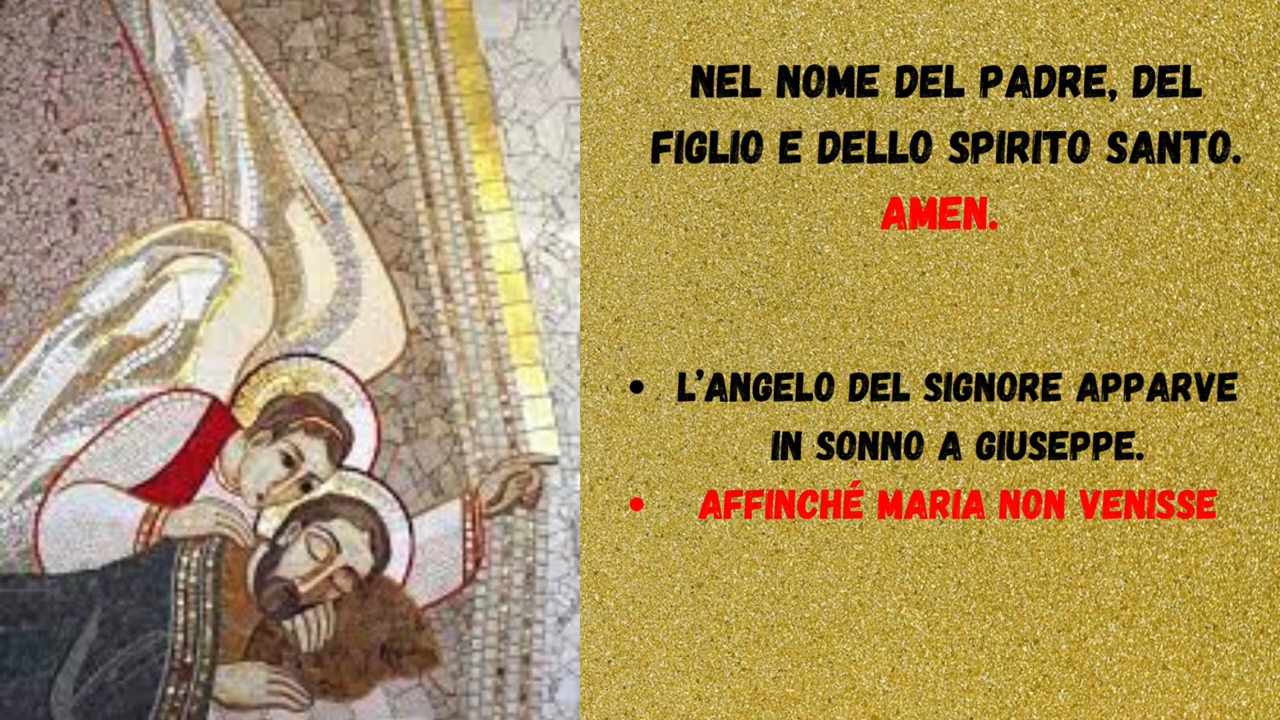 NEL NOME DEL PADRE, DEL
FIGLIO E DELLO SPIRITO SANTO.
AMEN.
• L'ANGELO DEL SIGNORE APPARVE
IN SONNO A GIUSEPPE.
• AFFINCHÉ MARIA NON VENISSE